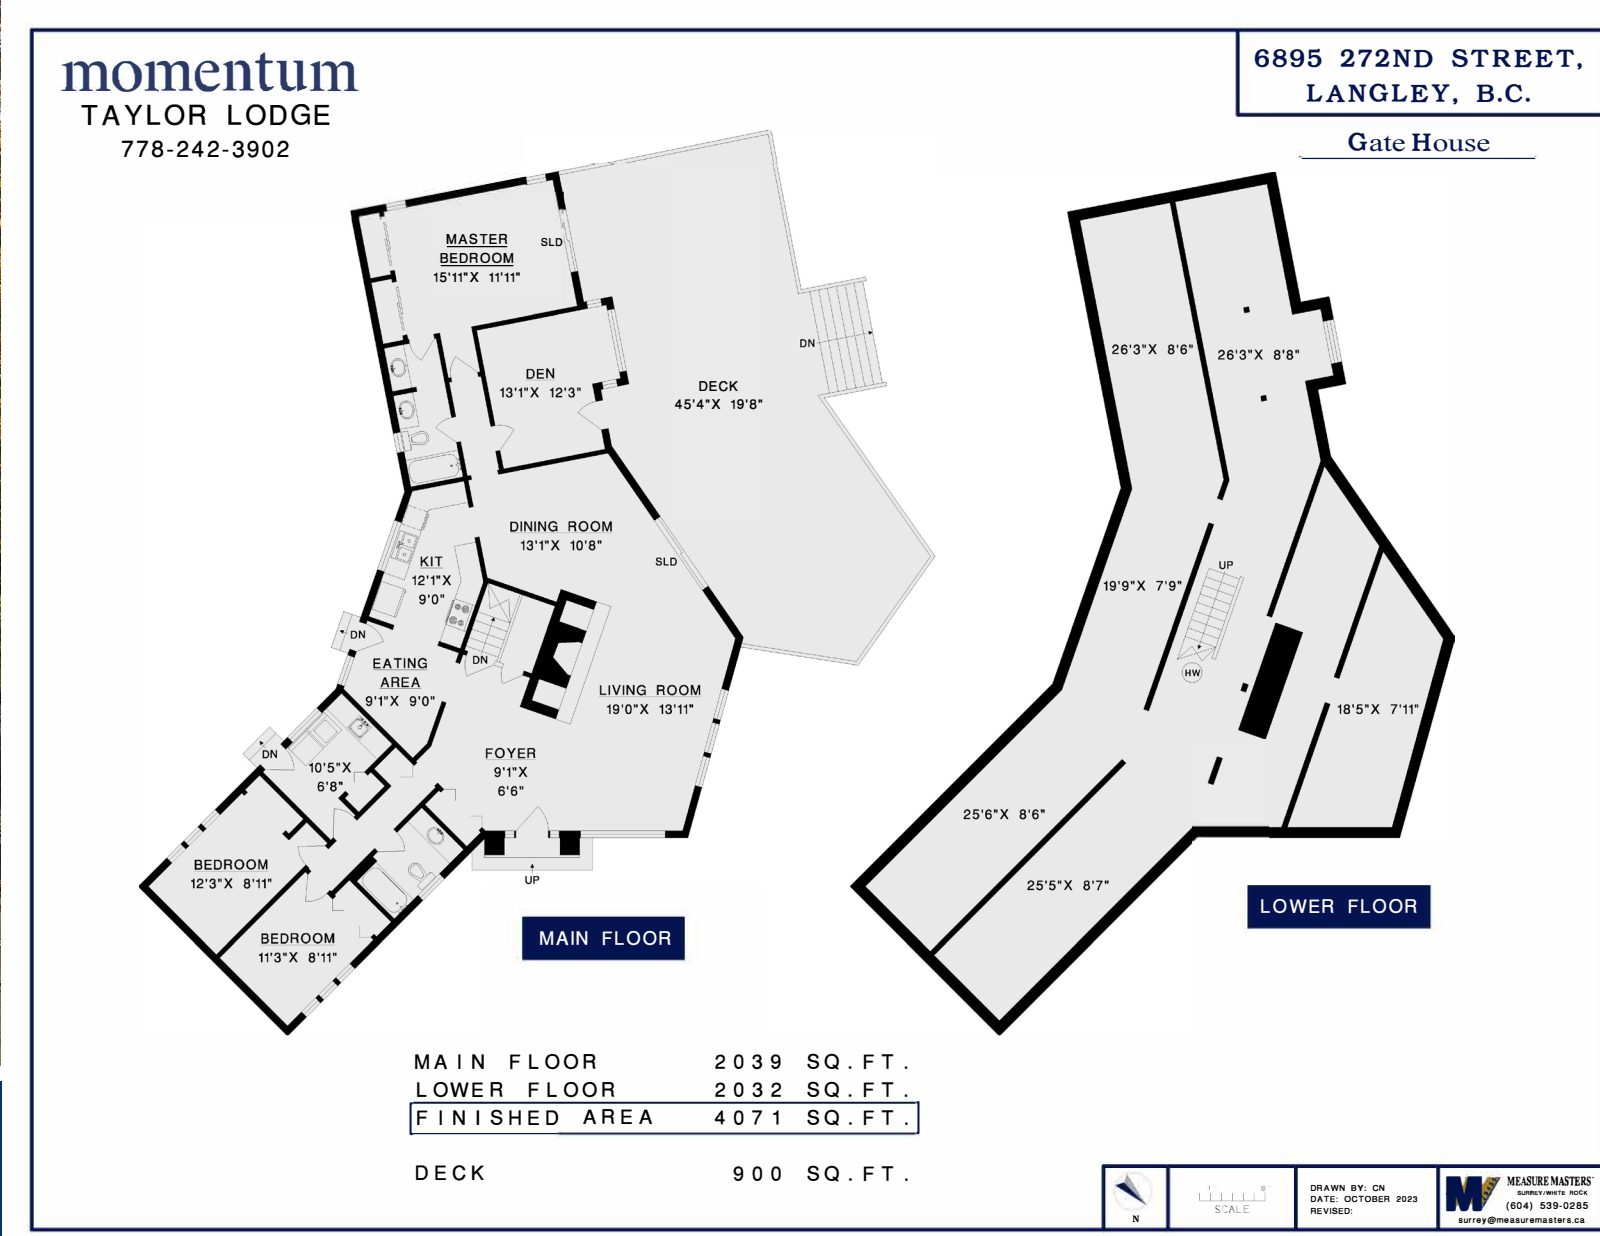 momentum
TAYLOR LODGE
778-242-3902
6895 272ND STREET,
LANGLEY, B.C.
Gate House
MASTER
BEDROOM
15'11"X 11'11"
SLD
DEN
13'1"X 12'3"
DECK
45'4"X 19'8"
DN
DINING ROOM
13'1"X 10'8"
SLD
KIT
12'1"X
9'0"
DN
EATING
AREA
9'1"X 9'0"
DN
LIVING ROOM
19'0"X 13'11"
FOYER
9'1"X
6'6"
DN
10'5"X
6'8"
BEDROOM
12'3"X 8'11"
UP
BEDROOM
11'3"X 8'11"
MAIN FLOOR
26'3"X 8'6"
26'3"X 8'8"
UP
19'9"X 7'9"
HW
18'5"X 7'11"
25'6"X 8'6"
25'5"X 8'7"
LOWER FLOOR
MAIN FLOOR 2039 SQ.FT.
LOWER FLOOR 2032 SQ.FT.
FINISHED AREA 4071 SQ.FT.
DECK 900 SQ.FT.
N
SCALE
DRAWN BY: CN
DATE: OCTOBER 2023
REVISED:
MEASURE MASTERS
SURREY/WHITE ROCK
(604) 539-0285
surrey@measuremasters.ca